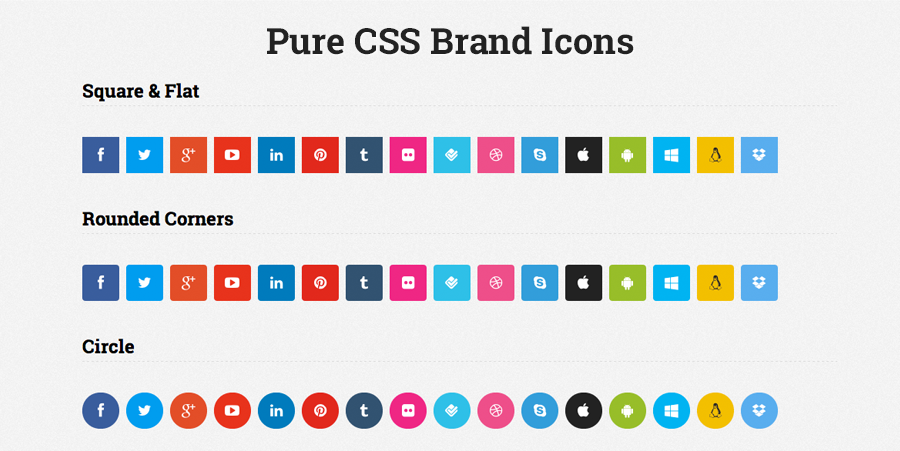 Pure CSS Brand Icons
Square & Flat
f g+ in t
Rounded Corners
f g+ in t
Circle
f g+ in t